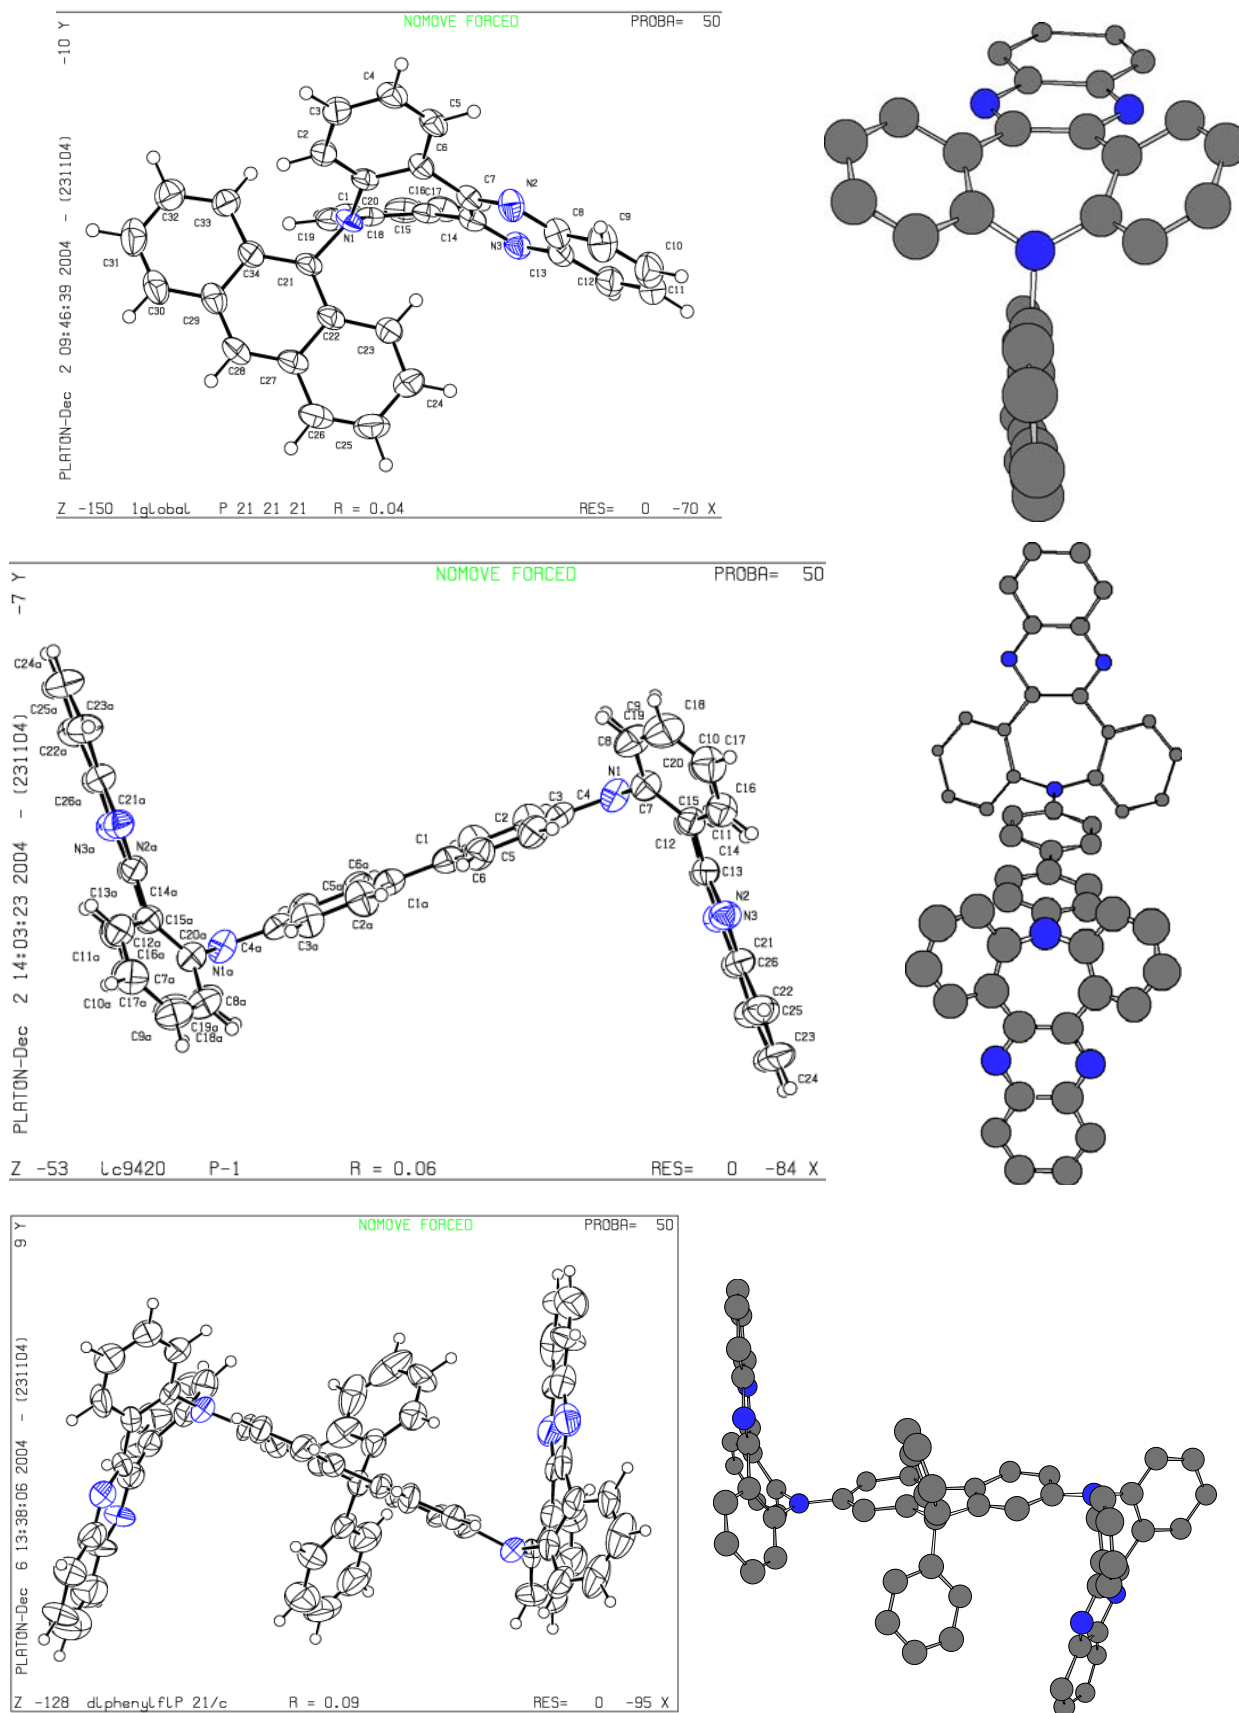 NOMOVE FORCED
PROBA= 50
-10 Y
PLATON-Dec 2 09:46:39 2004 - (231104)
C4
C3
C5
C2
C6
C7
N2
C1
C20
C16
C17
C8
C9
C32
C33
C19
N1
C18
C15
C14
N3
C10
C31
C34
C21
C13
C12
C11
C30
C29
C22
C23
C28
C27
C24
C26
C25
Z -150 1global P 21 21 21 R = 0.04 RES= 0 -70 X
NOMOVE FORCED
PROBA= 50
-7 Y
PLATON-Dec 2 14:03:23 2004 - (231104)
C24a
C25a
C23a
C22a
C26a
C21a
N3a
N2a
C13a
C14a
C15a
C12a
C20a
C11a
C16a
C7a
N1a
C10a
C17a
C8a
C9a
C19a
C18a
C4a
C3a
C2a
C5a
C6a
C1a
C1
C6
C2
C5
C3
C4
N1
C7
C8
C9
C19
C18
C10
C17
C20
C15
C16
C12
C11
C14
C13
N2
N3
C21
C26
C22
C25
C23
C24
Z -53 lc9420 P-1 R = 0.06 RES= 0 -84 X
NOMOVE FORCED
PROBA= 50
9 Y
PLATON-Dec 6 13:38:06 2004 - (231104)
Z -128 diphenylflP 21/c R = 0.09 RES= 0 -95 X